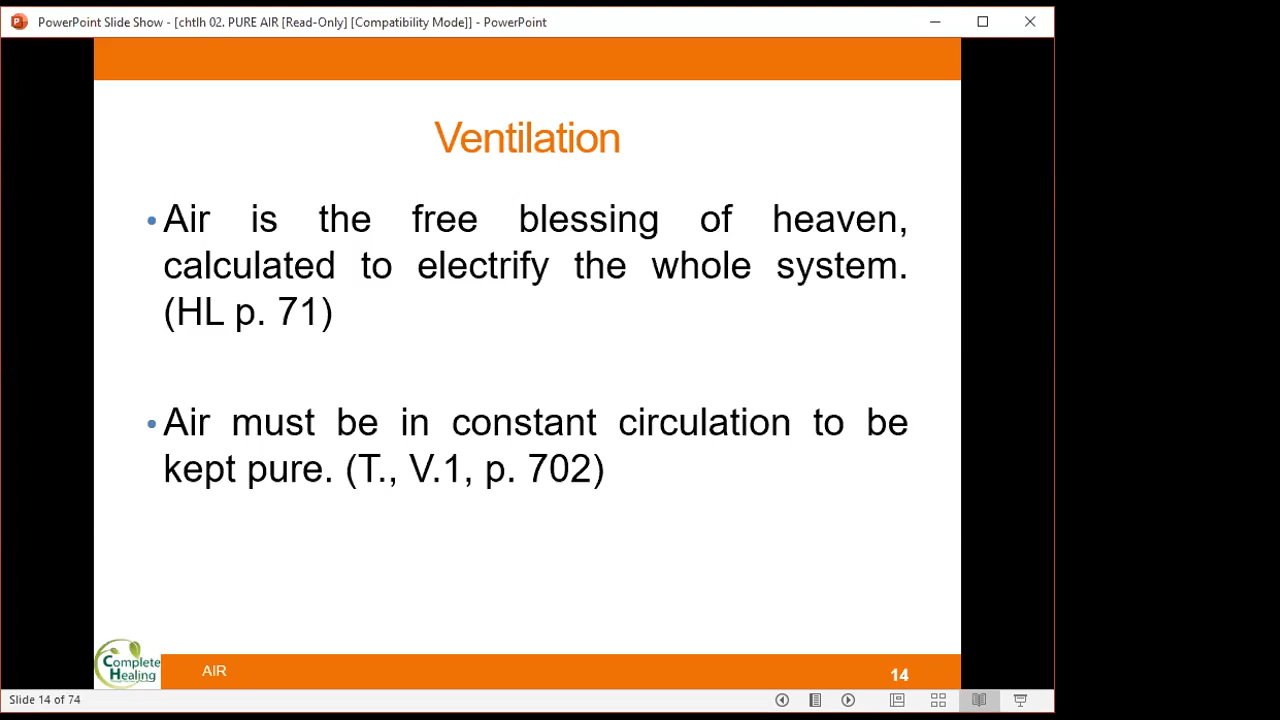 PowerPoint Slide Show - [chtlh 02. PURE AIR [Read-Only] [Compatibility Mode]] - PowerPoint
Ventilation
• Air is the free blessing of heaven,
calculated to electrify the whole system.
(HL p. 71)
• Air must be in constant circulation to be
kept pure. (T., V.1, p. 702)
Complete
Healing
AIR
14
Slide 14 of 74